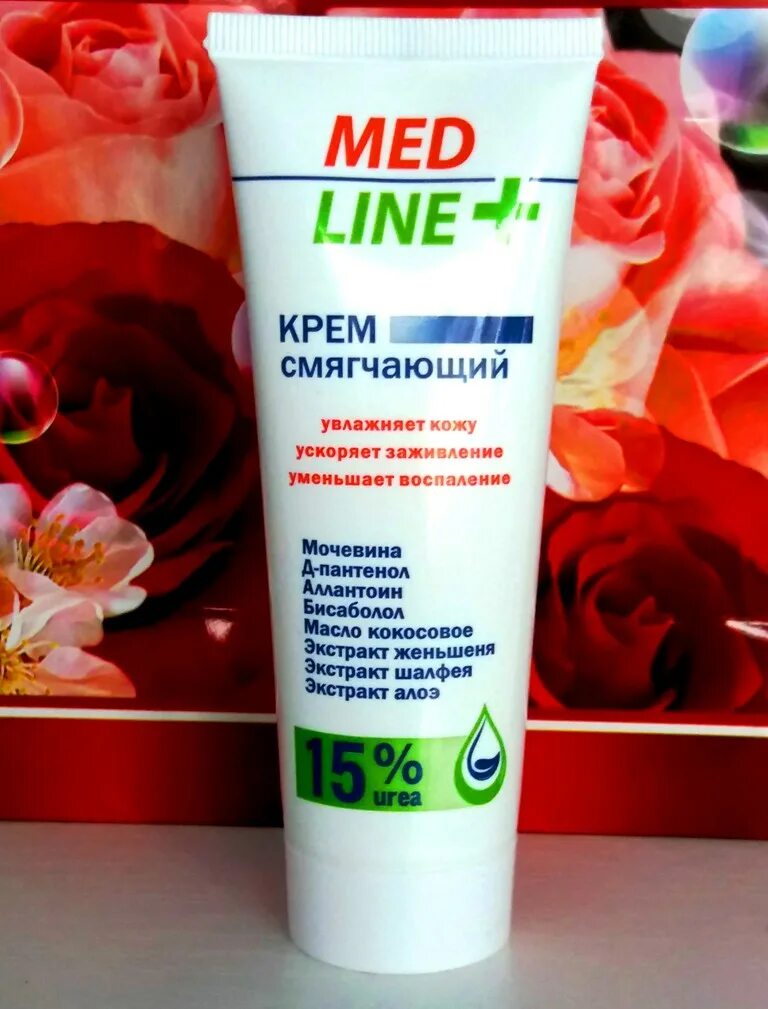 MED
LINE+
КРЕМ
смягчающий
увлажняет кожу
ускоряет заживление
уменьшает воспаление
Мочевина
Д-пантенол
Аллантоин
Бисаболол
Масло кокосовое
Экстракт женьшеня
Экстракт шалфея
Экстракт алоэ
15%
urea